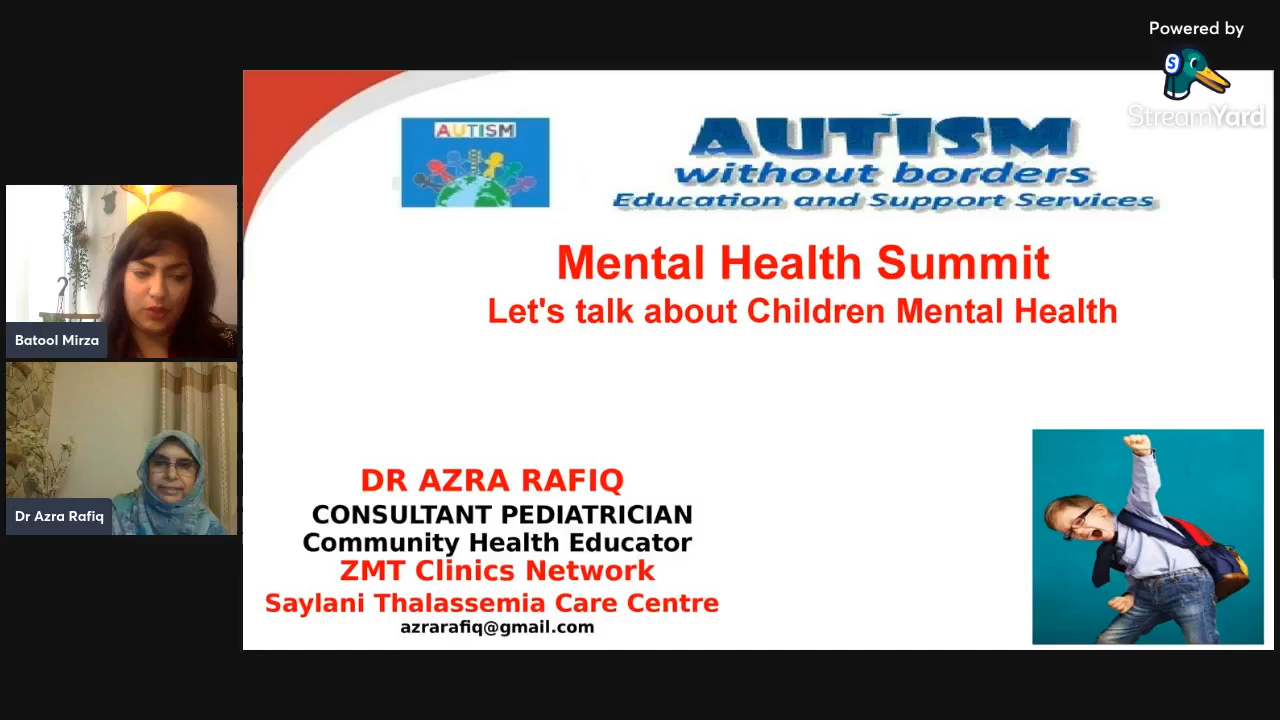 Powered by
S
StreamYard
AUTISM
AUTISM
without borders
Education and Support Services
Mental Health Summit
Let's talk about Children Mental Health
Batool Mirza
Dr Azra Rafiq
DR AZRA RAFIQ
CONSULTANT PEDIATRICIAN
Community Health Educator
ZMT Clinics Network
Saylani Thalassemia Care Centre
azrarafiq@gmail.com